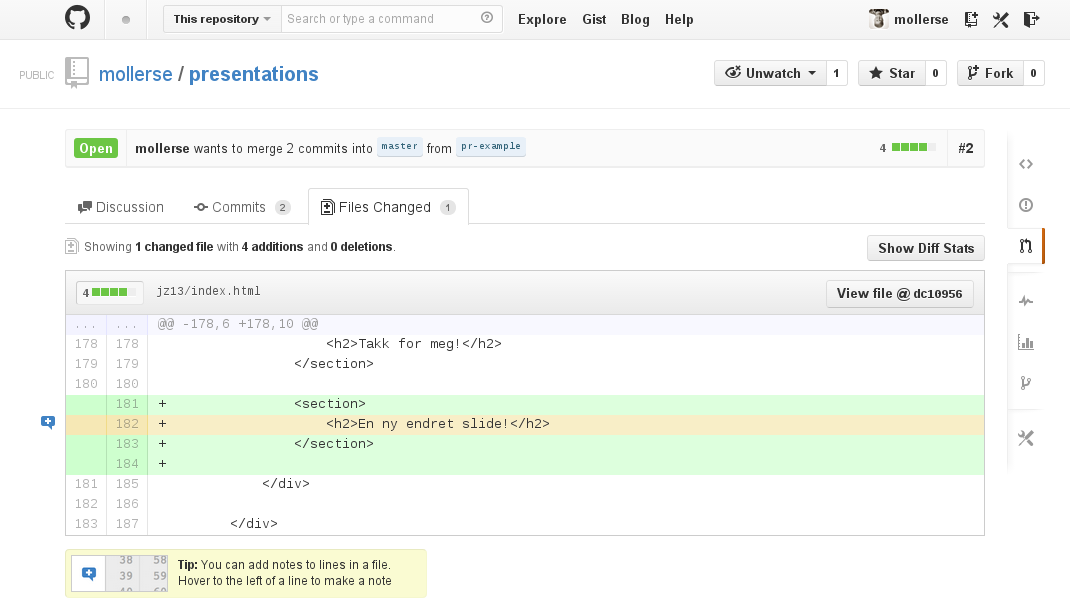 This repository Search or type a command Explore Gist Blog Help mollerse
PUBLIC mollerse / presentations Unwatch 1 Star 0 Fork 0
Open mollerse wants to merge 2 commits into master from pr-example 4 #2
Discussion Commits 2 Files Changed 1
Showing 1 changed file with 4 additions and 0 deletions. Show Diff Stats
4 jz13/index.html View file @ dc10956
... ... @@ -178,6 +178,10 @@
178 178 <h2>Takk for meg!</h2>
179 179 </section>
180 180
181 + <section>
182 + <h2>En ny endret slide!</h2>
183 + </section>
184 +
181 185 </div>
182 186
183 187 </div>
38 58 Tip: You can add notes to lines in a file.
39 59 Hover to the left of a line to make a note